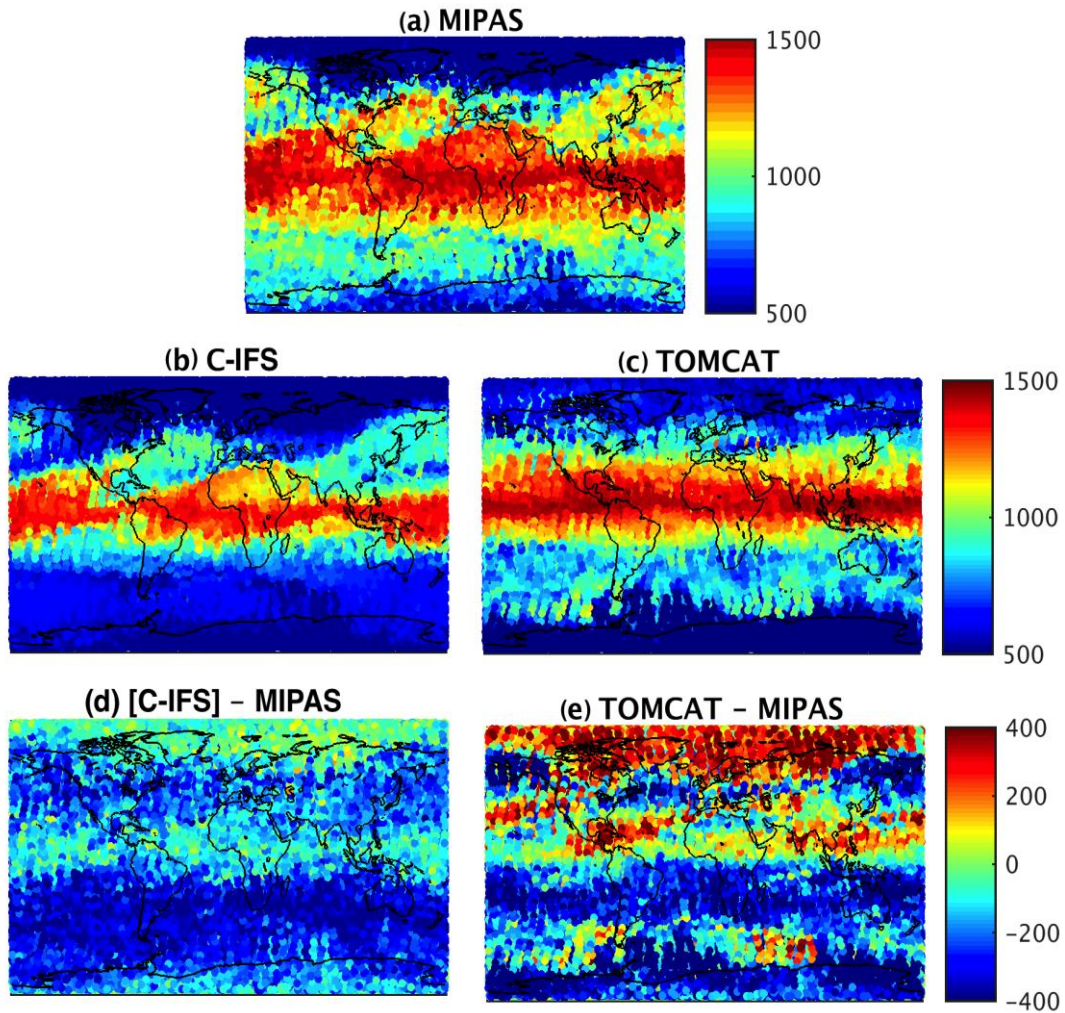 (a) MIPAS
1500
1000
500
(b) C-IFS
(c) TOMCAT
1500
1000
500
(d) [C-IFS] – MIPAS
(e) TOMCAT – MIPAS
400
200
0
-200
-400